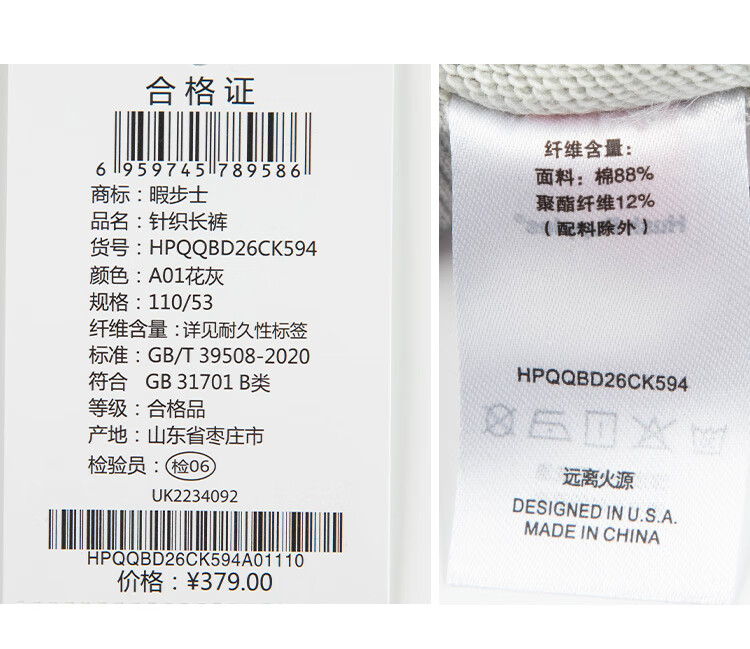 合格证
6 959745 789586
商标：暇步士
品名：针织长裤
货号：HPQQBD26CK594
颜色：A01花灰
规格：110/53
纤维含量：详见耐久性标签
标准：GB/T 39508-2020
符合 GB 31701 B类
等级：合格品
产地：山东省枣庄市
检验员：检06
UK2234092
HPQQBD26CK594A01110
价格：¥379.00
纤维含量：
面料：棉88%
聚酯纤维12%
（配料除外）
HPQQBD26CK594
远离火源
DESIGNED IN U.S.A.
MADE IN CHINA